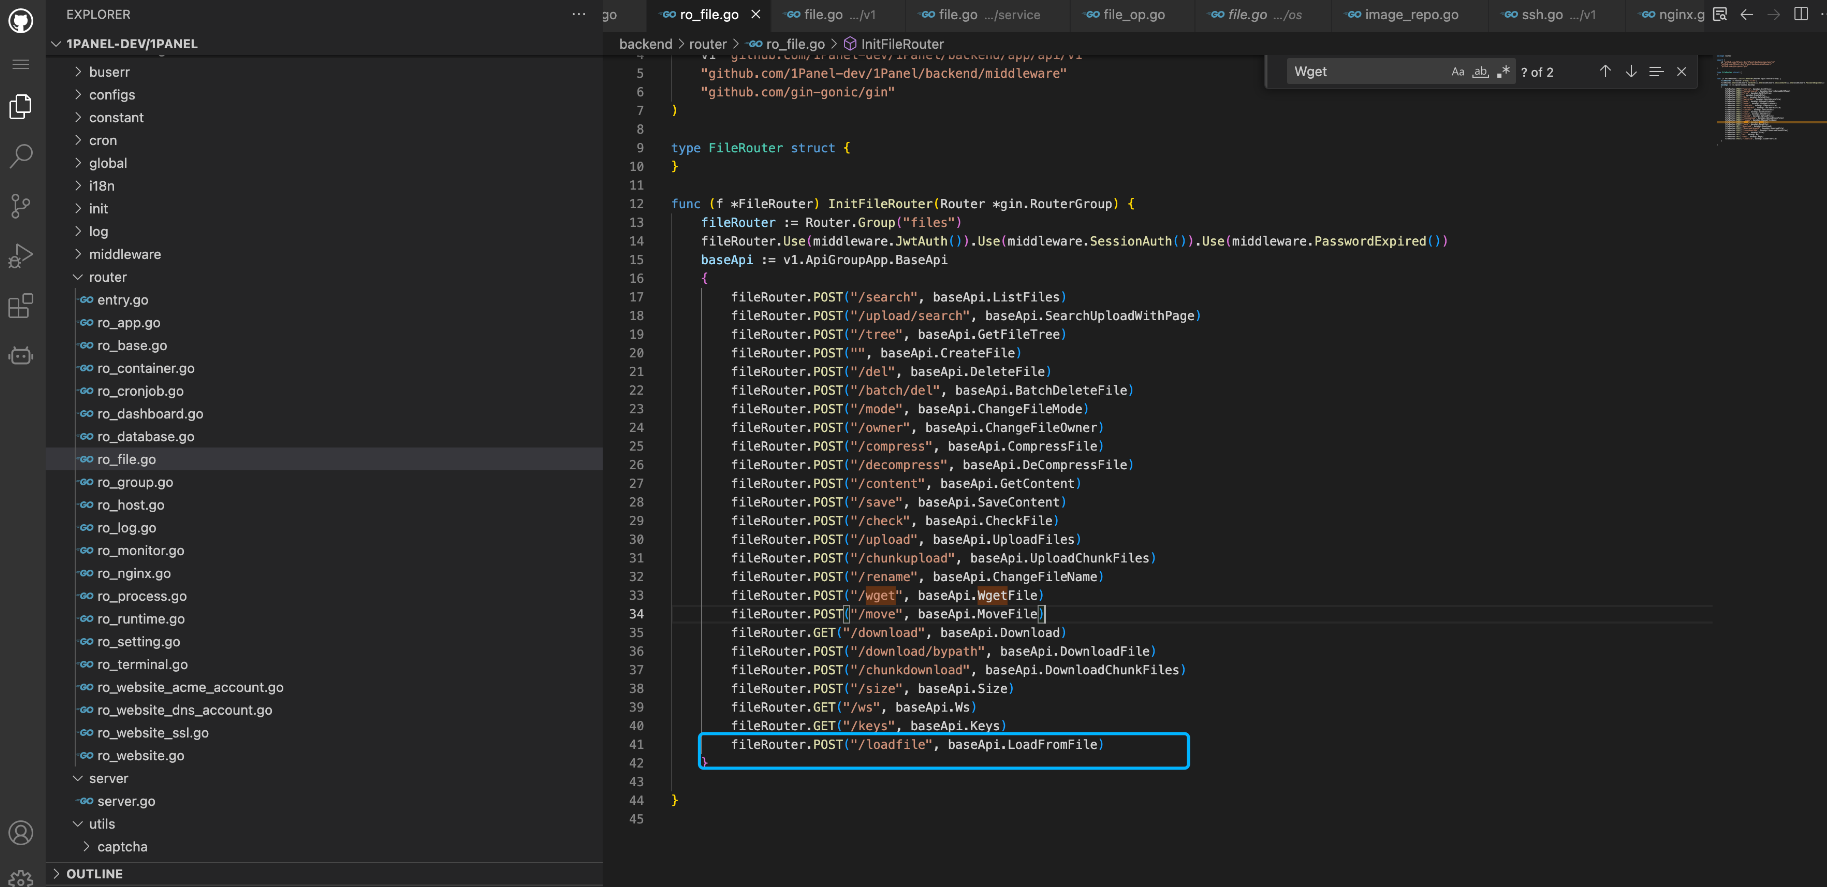 EXPLORER
···
go
ro_file.go
file.go .../v1
file.go .../service
file_op.go
file.go .../os
image_repo.go
ssh.go .../v1
nginx.g
1PANEL-DEV/1PANEL
buserr
configs
constant
cron
global
i18n
init
log
middleware
router
entry.go
ro_app.go
ro_base.go
ro_container.go
ro_cronjob.go
ro_dashboard.go
ro_database.go
ro_file.go
ro_group.go
ro_host.go
ro_log.go
ro_monitor.go
ro_nginx.go
ro_process.go
ro_runtime.go
ro_setting.go
ro_terminal.go
ro_website_acme_account.go
ro_website_dns_account.go
ro_website_ssl.go
ro_website.go
server
server.go
utils
captcha
OUTLINE
backend > router > ro_file.go > InitFileRouter
Wget
Aa ab .* ? of 2
4 v1 "github.com/1Panel-dev/1Panel/backend/app/api/v1"
5 "github.com/1Panel-dev/1Panel/backend/middleware"
6 "github.com/gin-gonic/gin"
7 )
8
9 type FileRouter struct {
10 }
11
12 func (f *FileRouter) InitFileRouter(Router *gin.RouterGroup) {
13 fileRouter := Router.Group("files")
14 fileRouter.Use(middleware.JwtAuth()).Use(middleware.SessionAuth()).Use(middleware.PasswordExpired())
15 baseApi := v1.ApiGroupApp.BaseApi
16 {
17 fileRouter.POST("/search", baseApi.ListFiles)
18 fileRouter.POST("/upload/search", baseApi.SearchUploadWithPage)
19 fileRouter.POST("/tree", baseApi.GetFileTree)
20 fileRouter.POST("", baseApi.CreateFile)
21 fileRouter.POST("/del", baseApi.DeleteFile)
22 fileRouter.POST("/batch/del", baseApi.BatchDeleteFile)
23 fileRouter.POST("/mode", baseApi.ChangeFileMode)
24 fileRouter.POST("/owner", baseApi.ChangeFileOwner)
25 fileRouter.POST("/compress", baseApi.CompressFile)
26 fileRouter.POST("/decompress", baseApi.DeCompressFile)
27 fileRouter.POST("/content", baseApi.GetContent)
28 fileRouter.POST("/save", baseApi.SaveContent)
29 fileRouter.POST("/check", baseApi.CheckFile)
30 fileRouter.POST("/upload", baseApi.UploadFiles)
31 fileRouter.POST("/chunkupload", baseApi.UploadChunkFiles)
32 fileRouter.POST("/rename", baseApi.ChangeFileName)
33 fileRouter.POST("/wget", baseApi.WgetFile)
34 fileRouter.POST("/move", baseApi.MoveFile)
35 fileRouter.GET("/download", baseApi.Download)
36 fileRouter.POST("/download/bypath", baseApi.DownloadFile)
37 fileRouter.POST("/chunkdownload", baseApi.DownloadChunkFiles)
38 fileRouter.POST("/size", baseApi.Size)
39 fileRouter.GET("/ws", baseApi.Ws)
40 fileRouter.GET("/keys", baseApi.Keys)
41 fileRouter.POST("/loadfile", baseApi.LoadFromFile)
42 }
43
44 }
45